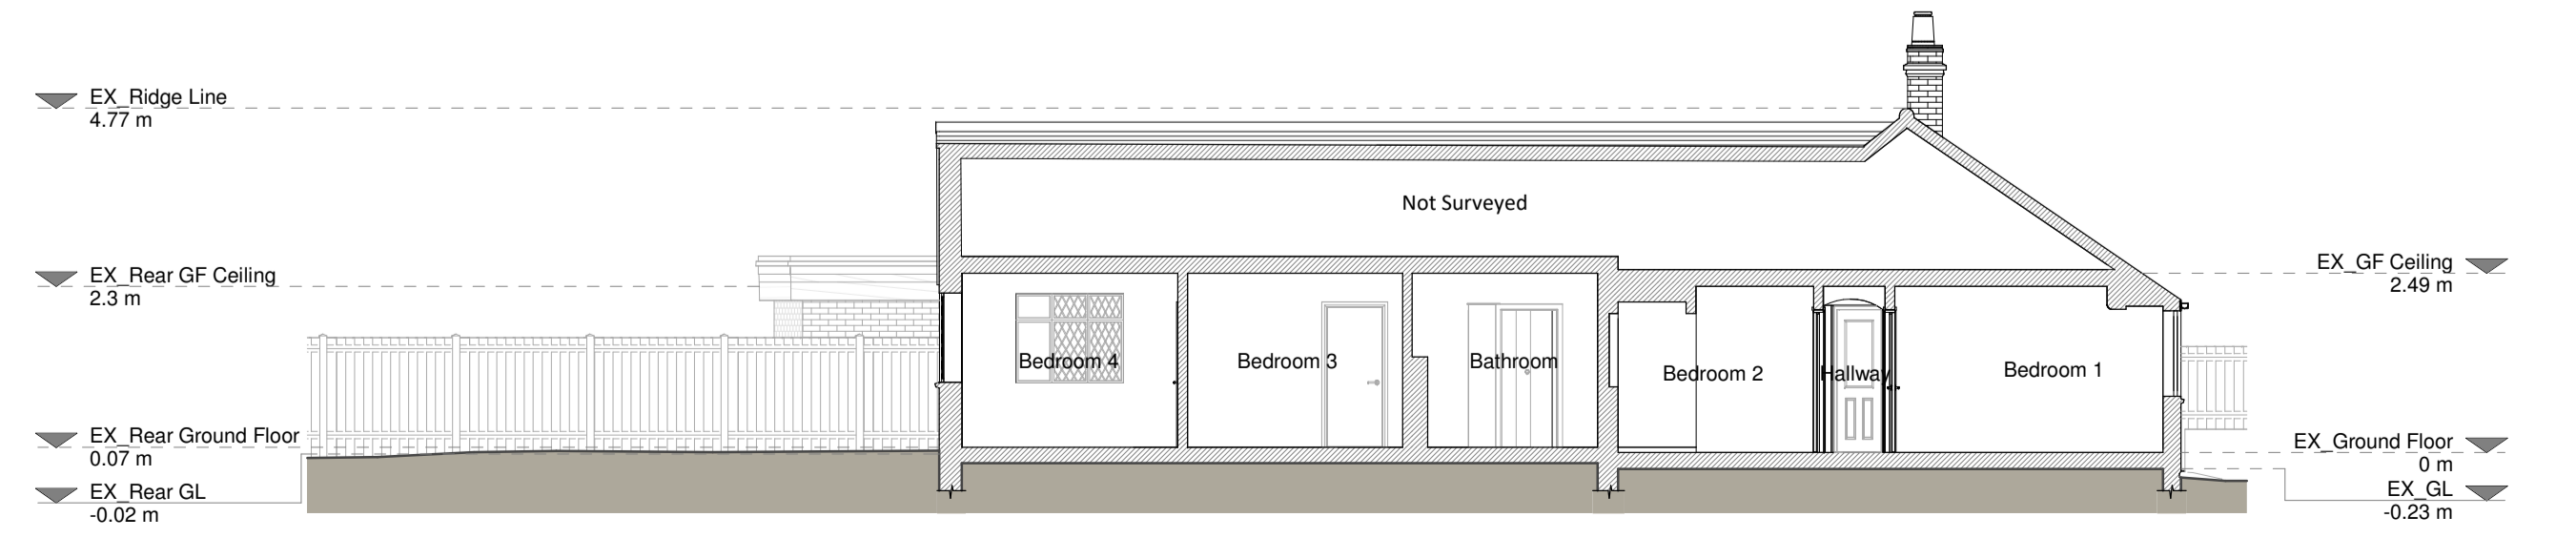 EX_Ridge Line
4.77 m
Not Surveyed
EX_Rear GF Ceiling
2.3 m
EX_GF Ceiling
2.49 m
Bedroom 4
Bedroom 3
Bathroom
Bedroom 2
Hallway
Bedroom 1
EX_Rear Ground Floor
0.07 m
EX_Ground Floor
0 m
EX_Rear GL
-0.02 m
EX_GL
-0.23 m